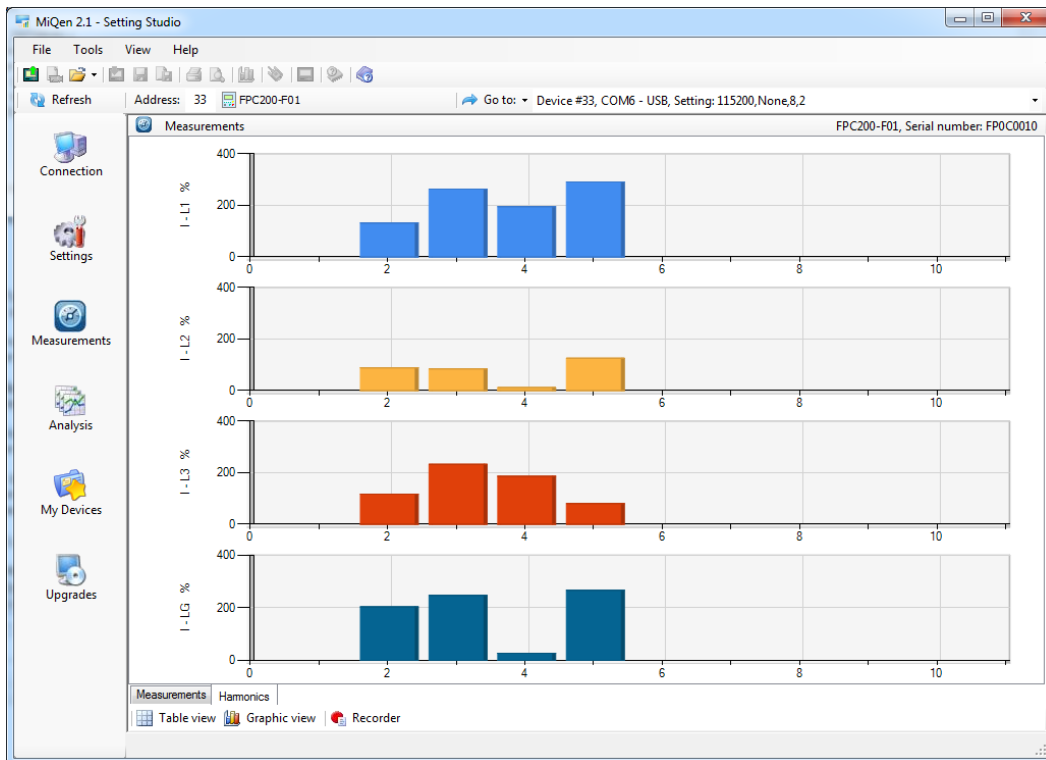 MiQen 2.1 - Setting Studio
File Tools View Help
Refresh Address: 33 FPC200-F01 Go to: Device #33, COM6 - USB, Setting: 115200,None,8,2
Connection
Settings
Measurements
Analysis
My Devices
Upgrades
Measurements FPC200-F01, Serial number: FP0C0010
I - L1 %
400
200
0
0 2 4 6 8 10
I - L2 %
400
200
0
0 2 4 6 8 10
I - L3 %
400
200
0
0 2 4 6 8 10
I - LG %
400
200
0
0 2 4 6 8 10
Measurements Harmonics
Table view Graphic view Recorder